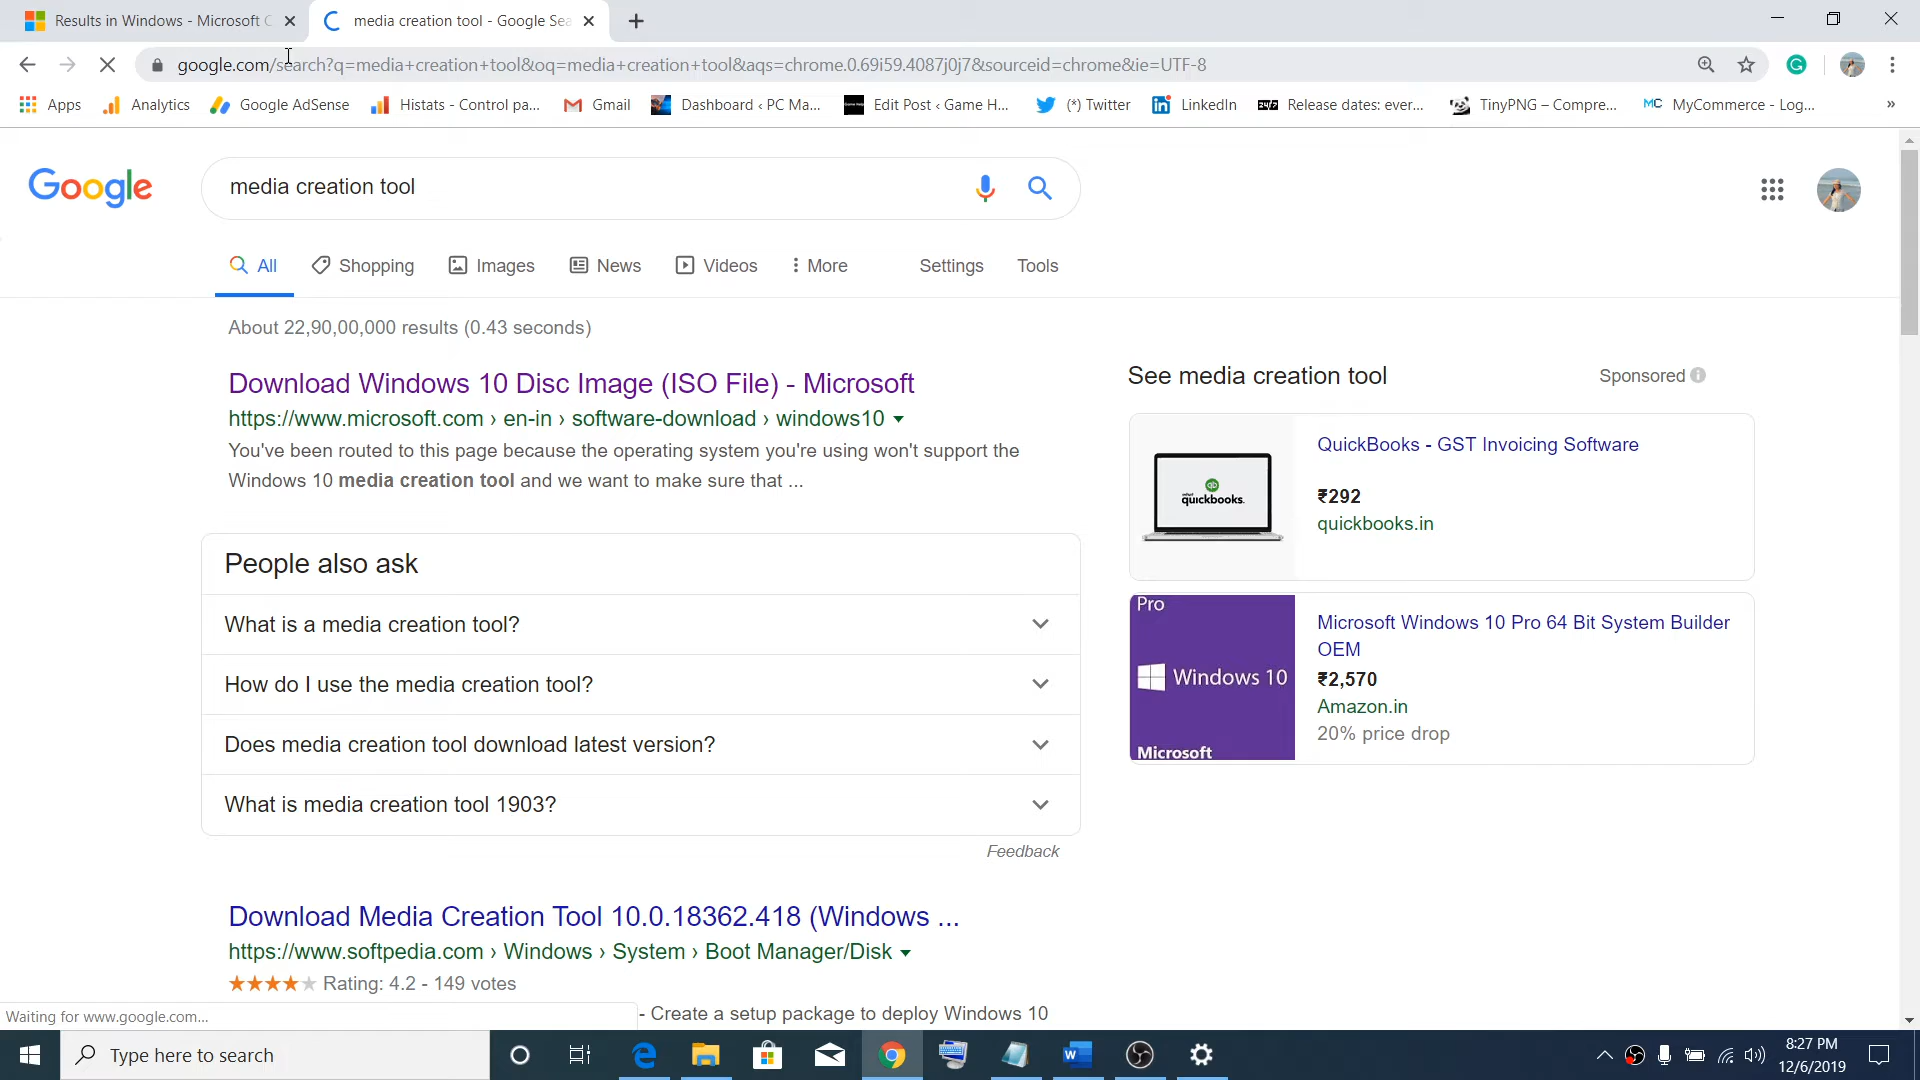 Results in Windows - Microsoft C
media creation tool - Google Sea
google.com/search?q=media+creation+tool&oq=media+creation+tool&aqs=chrome.0.69i59.4087j0j7&sourceid=chrome&ie=UTF-8
Apps
Analytics
Google AdSense
Histats - Control pa...
Gmail
Dashboard ‹ PC Ma...
Edit Post ‹ Game H...
(*) Twitter
LinkedIn
Release dates: ever...
TinyPNG – Compre...
MyCommerce - Log...
»
Google
media creation tool
All
Shopping
Images
News
Videos
More
Settings
Tools
About 22,90,00,000 results (0.43 seconds)
Download Windows 10 Disc Image (ISO File) - Microsoft
https://www.microsoft.com › en-in › software-download › windows10
You've been routed to this page because the operating system you're using won't support the
Windows 10 media creation tool and we want to make sure that ...
People also ask
What is a media creation tool?
How do I use the media creation tool?
Does media creation tool download latest version?
What is media creation tool 1903?
Feedback
Download Media Creation Tool 10.0.18362.418 (Windows ...
https://www.softpedia.com › Windows › System › Boot Manager/Disk
Rating: 4.2 - 149 votes
- Create a setup package to deploy Windows 10
See media creation tool
Sponsored
quickbooks.
QuickBooks - GST Invoicing Software
₹292
quickbooks.in
Pro
Windows 10
Microsoft
Microsoft Windows 10 Pro 64 Bit System Builder
OEM
₹2,570
Amazon.in
20% price drop
Waiting for www.google.com...
Type here to search
8:27 PM
12/6/2019